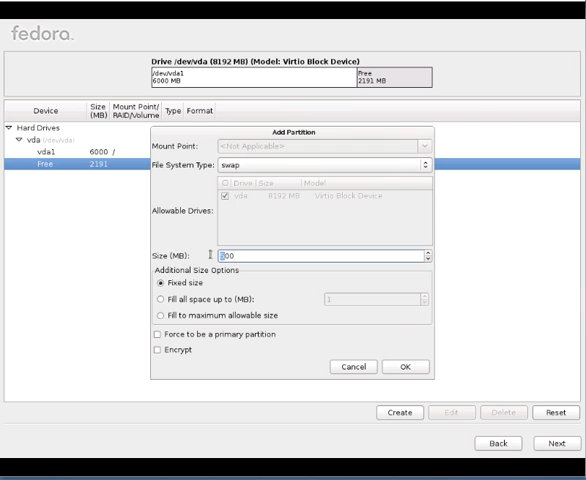 fedora.
Drive /dev/vda (8192 MB) (Model: Virtio Block Device)
/dev/vda1
6000 MB
Free
2191 MB
Device
Size
(MB)
Mount Point/
RAID/Volume
Type
Format
Hard Drives
vda (/dev/vda)
vda1 6000 /
Free 2191
Add Partition
Mount Point: <Not Applicable>
File System Type: swap
Allowable Drives:
Drive Size Model
vda 8192 MB Virtio Block Device
Size (MB): 500
Additional Size Options
Fixed size
Fill all space up to (MB): 1
Fill to maximum allowable size
Force to be a primary partition
Encrypt
Cancel OK
Create Edit Delete Reset
Back Next